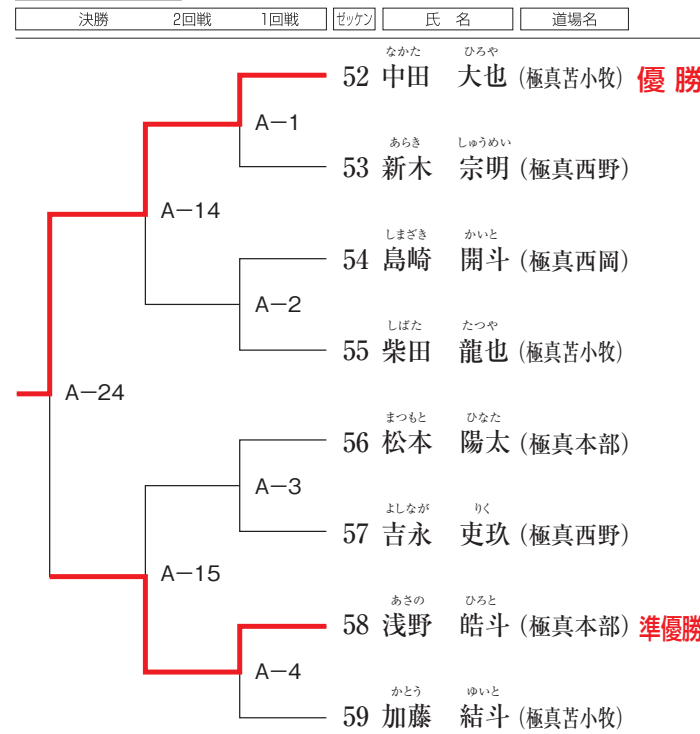 決勝 2回戦 1回戦 ゼッケン 氏 名 道場名
なかた ひろや
52 中田 大也 (極真苫小牧) 優 勝
A−1
あらき しゅうめい
53 新木 宗明 (極真西野)
A−14
しまざき かいと
54 島崎 開斗 (極真西岡)
A−2
しばた たつや
55 柴田 龍也 (極真苫小牧)
A−24
まつもと ひなた
56 松本 陽太 (極真本部)
A−3
よしなが りく
57 吉永 吏玖 (極真西野)
A−15
あさの ひろと
58 浅野 皓斗 (極真本部) 準優勝
A−4
かとう ゆいと
59 加藤 結斗 (極真苫小牧)